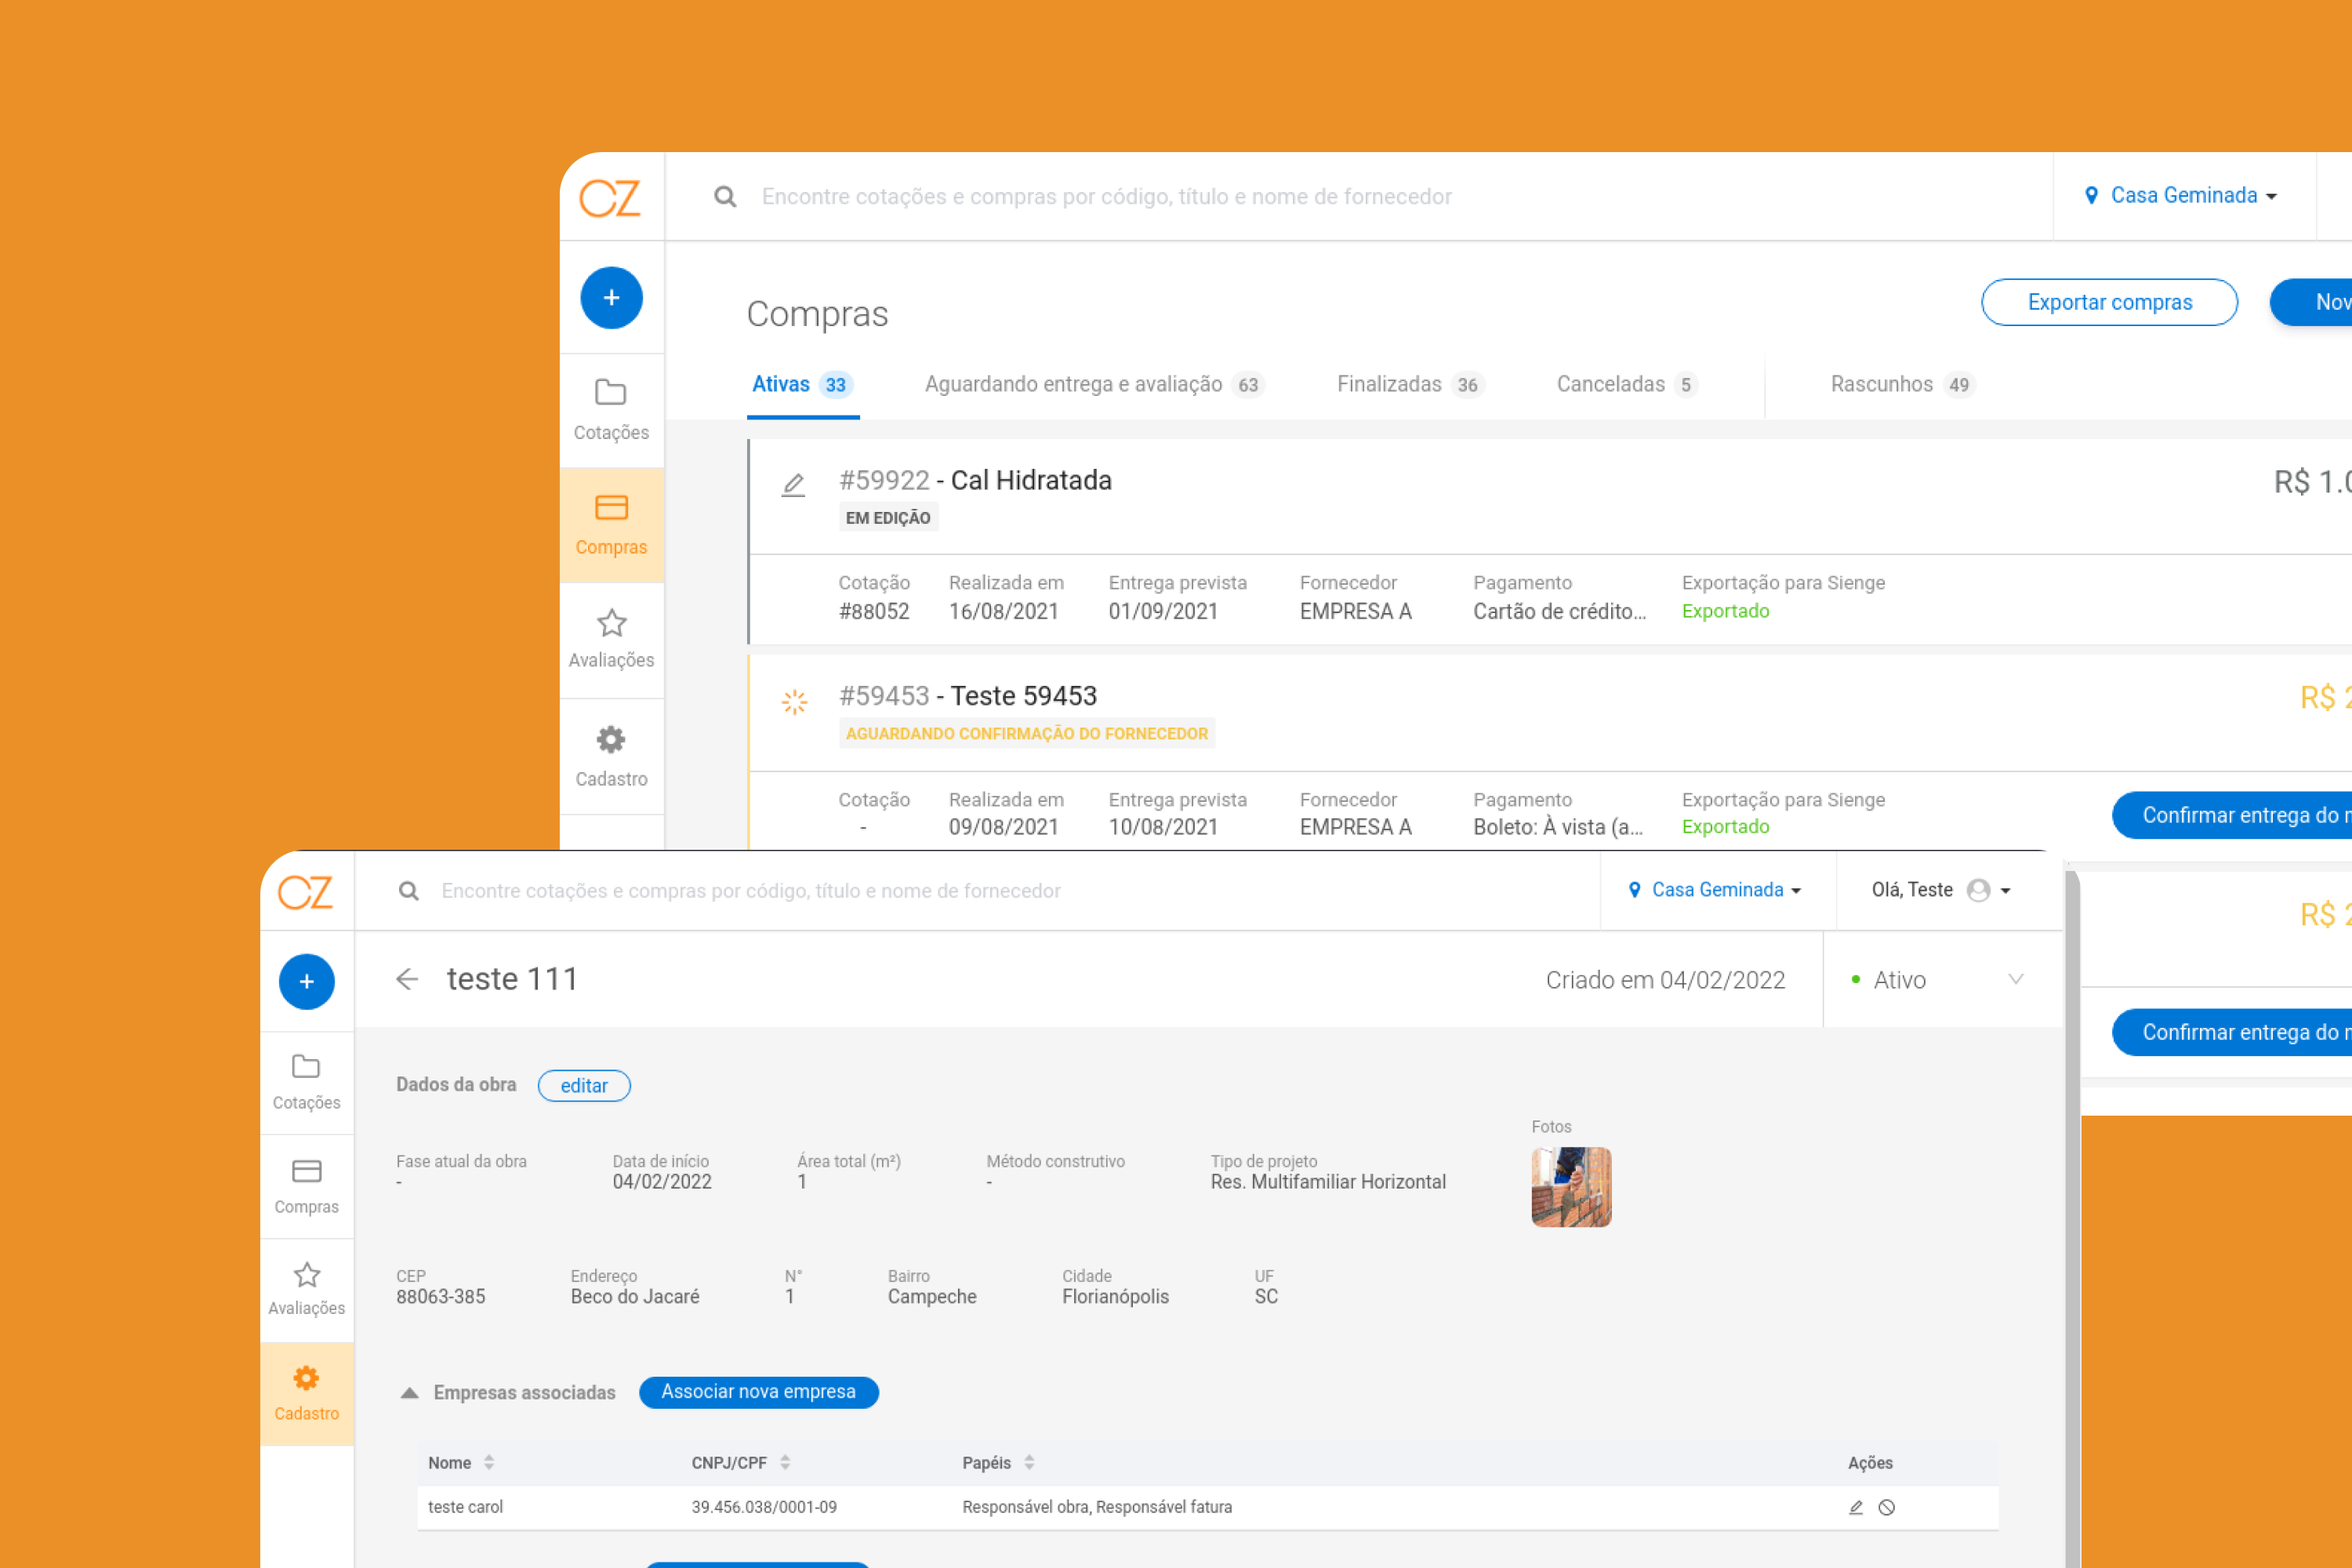 CZ
Encontre cotações e compras por código, título e nome de fornecedor
Casa Geminada
+
Compras
Exportar compras
Ativas 33
Aguardando entrega e avaliação 63
Finalizadas 36
Canceladas 5
Rascunhos 49
Cotações
Compras
Avaliações
Cadastro
#59922 - Cal Hidratada
R$ 1.0
EM EDIÇÃO
Cotação Realizada em Entrega prevista Fornecedor Pagamento Exportação para Sienge
#88052 16/08/2021 01/09/2021 EMPRESA A Cartão de crédito... Exportado
#59453 - Teste 59453
R$ 2
AGUARDANDO CONFIRMAÇÃO DO FORNECEDOR
Cotação Realizada em Entrega prevista Fornecedor Pagamento Exportação para Sienge
- 09/08/2021 10/08/2021 EMPRESA A Boleto: À vista (a... Exportado
Confirmar entrega do
R$ 2
Confirmar entrega do
CZ
Encontre cotações e compras por código, título e nome de fornecedor
Casa Geminada
Olá, Teste
+
teste 111
Criado em 04/02/2022
Ativo
Cotações
Compras
Avaliações
Cadastro
Dados da obra editar
Fotos
Fase atual da obra Data de início Área total (m²) Método construtivo Tipo de projeto
- 04/02/2022 1 - Res. Multifamiliar Horizontal
CEP Endereço N° Bairro Cidade UF
88063-385 Beco do Jacaré 1 Campeche Florianópolis SC
Empresas associadas Associar nova empresa
Nome CNPJ/CPF Papéis Ações
teste carol 39.456.038/0001-09 Responsável obra, Responsável fatura